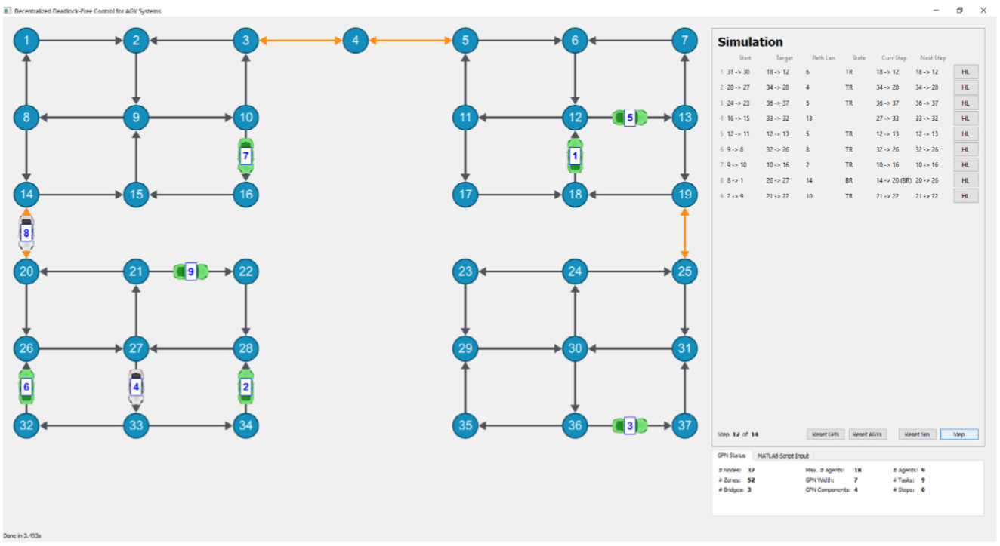 Decentralized Deadlock-Free Control for AGV Systems
1 2 3 4 5 6 7
8 9 10 11 12 5 13
7 1
14 15 16 17 18 19
8
20 21 9 22 23 24 25
26 27 28 29 30 31
6 4 2
32 33 34 35 36 3 37
Simulation
Start Target Path Len State Curr Step Next Step
1 31 -> 30 18 -> 12 6 TR 18 -> 12 18 -> 12 HL
2 28 -> 27 34 -> 28 4 TR 34 -> 28 34 -> 28 HL
3 24 -> 23 36 -> 37 5 TR 36 -> 37 36 -> 37 HL
4 16 -> 15 33 -> 32 13 27 -> 33 33 -> 32 HL
5 12 -> 11 12 -> 13 5 TR 12 -> 13 12 -> 13 HL
6 9 -> 8 32 -> 26 8 TR 32 -> 26 32 -> 26 HL
7 9 -> 10 10 -> 16 2 TR 10 -> 16 10 -> 16 HL
8 8 -> 1 26 -> 27 14 BR 14 -> 20 (BR) 20 -> 26 HL
9 2 -> 9 21 -> 22 10 TR 21 -> 22 21 -> 22 HL
Step 12 of 14 Reset GPN Reset AGVs Reset Sim Step
GPN Status MATLAB Script Input
# Nodes: 37 Max. # agents: 18 # Agents: 9
# Zones: 52 GPN Width: 7 # Tasks: 9
# Bridges: 3 GPN Components: 4 # Steps: 0
Done in